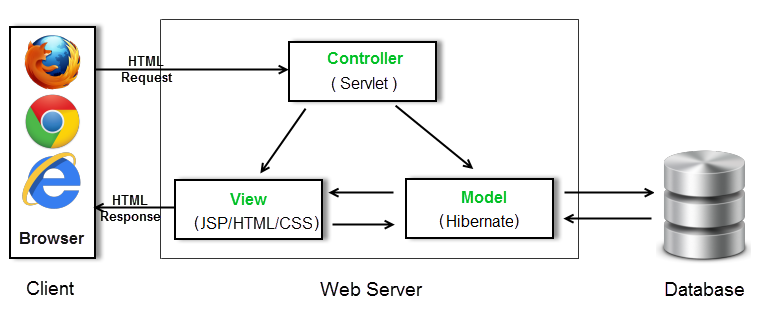 HTML
Request
Controller
( Servlet )
HTML
Response
View
(JSP/HTML/CSS)
Model
(Hibernate)
Browser
Client
Web Server
Database